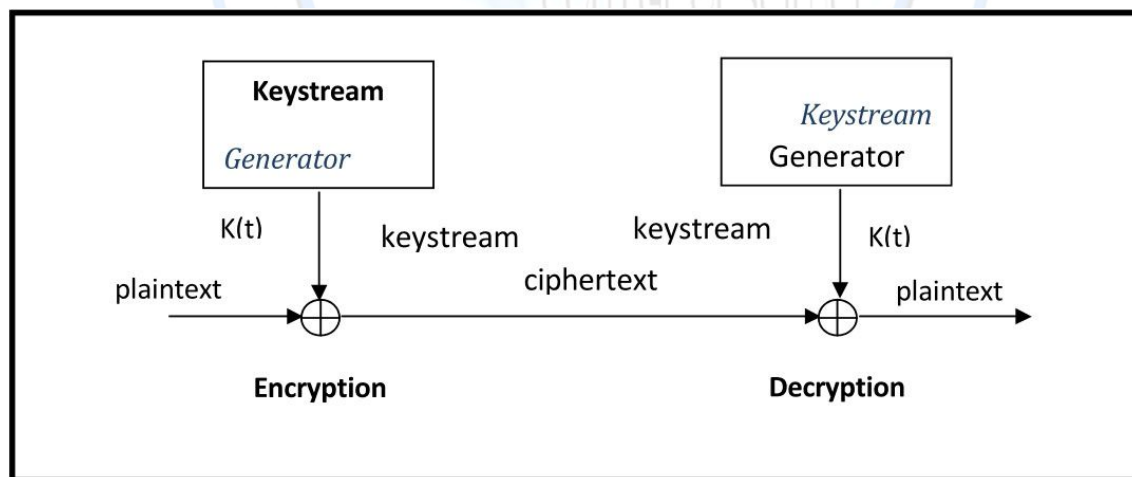 Keystream
Generator
Keystream
Generator
K(t)
keystream
keystream
K(t)
plaintext
ciphertext
plaintext
Encryption
Decryption